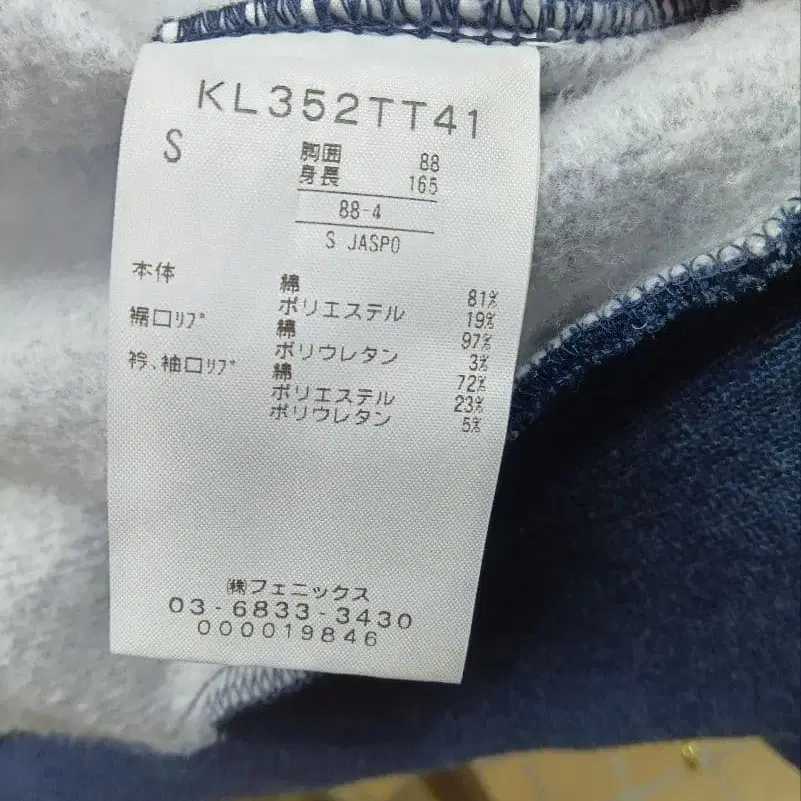 KL352TT41
S
胸囲 88
身長 165
88-4
S JASPO
本体 綿 81%
ポリエステル 19%
裾口ﾘﾌﾞ 綿 97%
ポリウレタン 3%
衿、袖口ﾘﾌﾞ 綿 72%
ポリエステル 23%
ポリウレタン 5%
㈱フェニックス
03-6833-3430
000019846